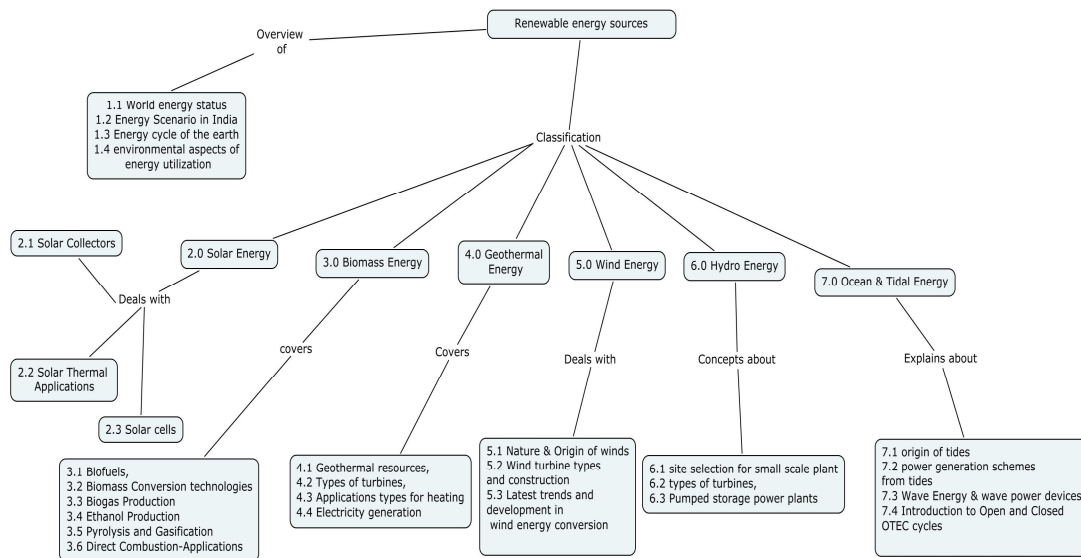 Renewable energy sources
Overview
of
1.1 World energy status
1.2 Energy Scenario in India
1.3 Energy cycle of the earth
1.4 environmental aspects of
energy utilization
Classification
2.1 Solar Collectors
2.0 Solar Energy
3.0 Biomass Energy
4.0 Geothermal
Energy
5.0 Wind Energy
6.0 Hydro Energy
7.0 Ocean & Tidal Energy
Deals with
2.2 Solar Thermal
Applications
2.3 Solar cells
covers
Covers
Deals with
Concepts about
Explains about
3.1 Biofuels,
3.2 Biomass Conversion technologies
3.3 Biogas Production
3.4 Ethanol Production
3.5 Pyrolysis and Gasification
3.6 Direct Combustion-Applications
4.1 Geothermal resources,
4.2 Types of turbines,
4.3 Applications types for heating
4.4 Electricity generation
5.1 Nature & Origin of winds
5.2 Wind turbine types
and construction
5.3 Latest trends and
development in
wind energy conversion
6.1 site selection for small scale plant
6.2 types of turbines,
6.3 Pumped storage power plants
7.1 origin of tides
7.2 power generation schemes
from tides
7.3 Wave Energy & wave power devices
7.4 Introduction to Open and Closed
OTEC cycles